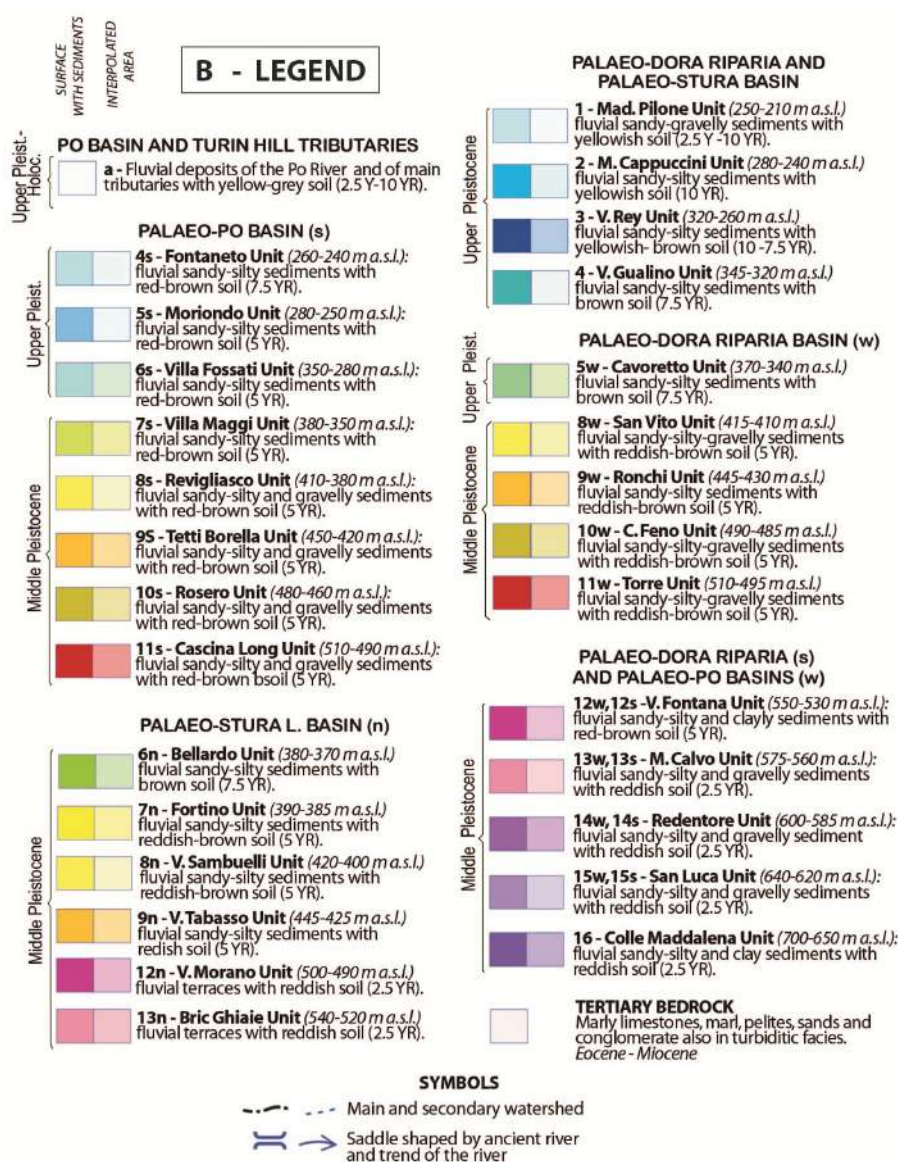 SURFACE
WITH SEDIMENTS
INTERPOLATED
AREA
B - LEGEND
PO BASIN AND TURIN HILL TRIBUTARIES
Upper Pleist.-
Holoc.
a - Fluvial deposits of the Po River and of main
tributaries with yellow-grey soil (2.5 Y-10 YR).
PALAEO-PO BASIN (s)
Upper Pleist.
4s - Fontaneto Unit (260-240 m a.s.l.):
fluvial sandy-silty sediments with
red-brown soil (7.5 YR).
5s - Moriondo Unit (280-250 m a.s.l.):
fluvial sandy-silty sediments with
red-brown soil (5 YR).
6s - Villa Fossati Unit (350-280 m a.s.l.):
fluvial sandy-silty sediments with
red-brown soil (5 YR).
Middle Pleistocene
7s - Villa Maggi Unit (380-350 m a.s.l.):
fluvial sandy-silty sediments with
red-brown soil (5 YR).
8s - Revigliasco Unit (410-380 m a.s.l.):
fluvial sandy-silty and gravelly sediments
with red-brown soil (5 YR).
9S - Tetti Borella Unit (450-420 m a.s.l.):
fluvial sandy-silty and gravelly sediments
with red-brown soil (5 YR).
10s - Rosero Unit (480-460 m a.s.l.):
fluvial sandy-silty and gravelly sediments
with red-brown soil (5 YR).
11s - Cascina Long Unit (510-490 m a.s.l.):
fluvial sandy-silty and gravelly sediments
with red-brown bsoil (5 YR).
PALAEO-STURA L. BASIN (n)
Middle Pleistocene
6n - Bellardo Unit (380-370 m a.s.l.)
fluvial sandy-silty sediments with
brown soil (7.5 YR).
7n - Fortino Unit (390-385 m a.s.l.)
fluvial sandy-silty sediments with
reddish-brown soil (5 YR).
8n - V. Sambuelli Unit (420-400 m a.s.l.)
fluvial sandy-silty sediments with
reddish-brown soil (5 YR).
9n - V. Tabasso Unit (445-425 m a.s.l.)
fluvial sandy-silty sediments with
redish soil (5 YR).
12n - V. Morano Unit (500-490 m a.s.l.)
fluvial terraces with reddish soil (2.5 YR).
13n - Bric Ghiaie Unit (540-520 m a.s.l.)
fluvial terraces with reddish soil (2.5 YR).
PALAEO-DORA RIPARIA AND
PALAEO-STURA BASIN
Upper Pleistocene
1 - Mad. Pilone Unit (250-210 m a.s.l.)
fluvial sandy-gravelly sediments with
yellowish soil (2.5 Y -10 YR).
2 - M. Cappuccini Unit (280-240 m a.s.l.)
fluvial sandy-silty sediments with
yellowish soil (10 YR).
3 - V. Rey Unit (320-260 m a.s.l.)
fluvial sandy-silty sediments with
yellowish- brown soil (10 -7.5 YR).
4 - V. Gualino Unit (345-320 m a.s.l.)
fluvial sandy-silty sediments with
brown soil (7.5 YR).
PALAEO-DORA RIPARIA BASIN (w)
Upper Pleist.
5w - Cavoretto Unit (370-340 m a.s.l.)
fluvial sandy-silty sediments with
brown soil (7.5 YR).
Middle Pleistocene
8w - San Vito Unit (415-410 m a.s.l.)
fluvial sandy-silty-gravelly sediments
with reddish-brown soil (5 YR).
9w - Ronchi Unit (445-430 m a.s.l.)
fluvial sandy-silty sediments with
reddish-brown soil (5 YR).
10w - C. Feno Unit (490-485 m a.s.l.)
fluvial sandy-silty-gravelly sediments
with reddish-brown soil (5 YR).
11w - Torre Unit (510-495 m a.s.l.)
fluvial sandy-silty-gravelly sediments
with reddish-brown soil (5 YR).
PALAEO-DORA RIPARIA (s)
AND PALAEO-PO BASINS (w)
Middle Pleistocene
12w,12s -V. Fontana Unit (550-530 m a.s.l.):
fluvial sandy-silty and clayly sediments with
red-brown soil (5 YR).
13w,13s - M. Calvo Unit (575-560 m a.s.l.):
fluvial sandy-silty and gravelly sediments
with reddish soil (2.5 YR).
14w, 14s - Redentore Unit (600-585 m a.s.l.):
fluvial sandy-silty and gravelly sediment
with reddish soil (2.5 YR).
15w,15s - San Luca Unit (640-620 m a.s.l.):
fluvial sandy-silty and gravelly sediments
with reddish soil (2.5 YR).
16 - Colle Maddalena Unit (700-650 m a.s.l.):
fluvial sandy-silty and clay sediments with
reddish soil (2.5 YR).
TERTIARY BEDROCK
Marly limestones, marl, pelites, sands and
conglomerate also in turbiditic facies.
Eocene - Miocene
SYMBOLS
Main and secondary watershed
Saddle shaped by ancient river
and trend of the river